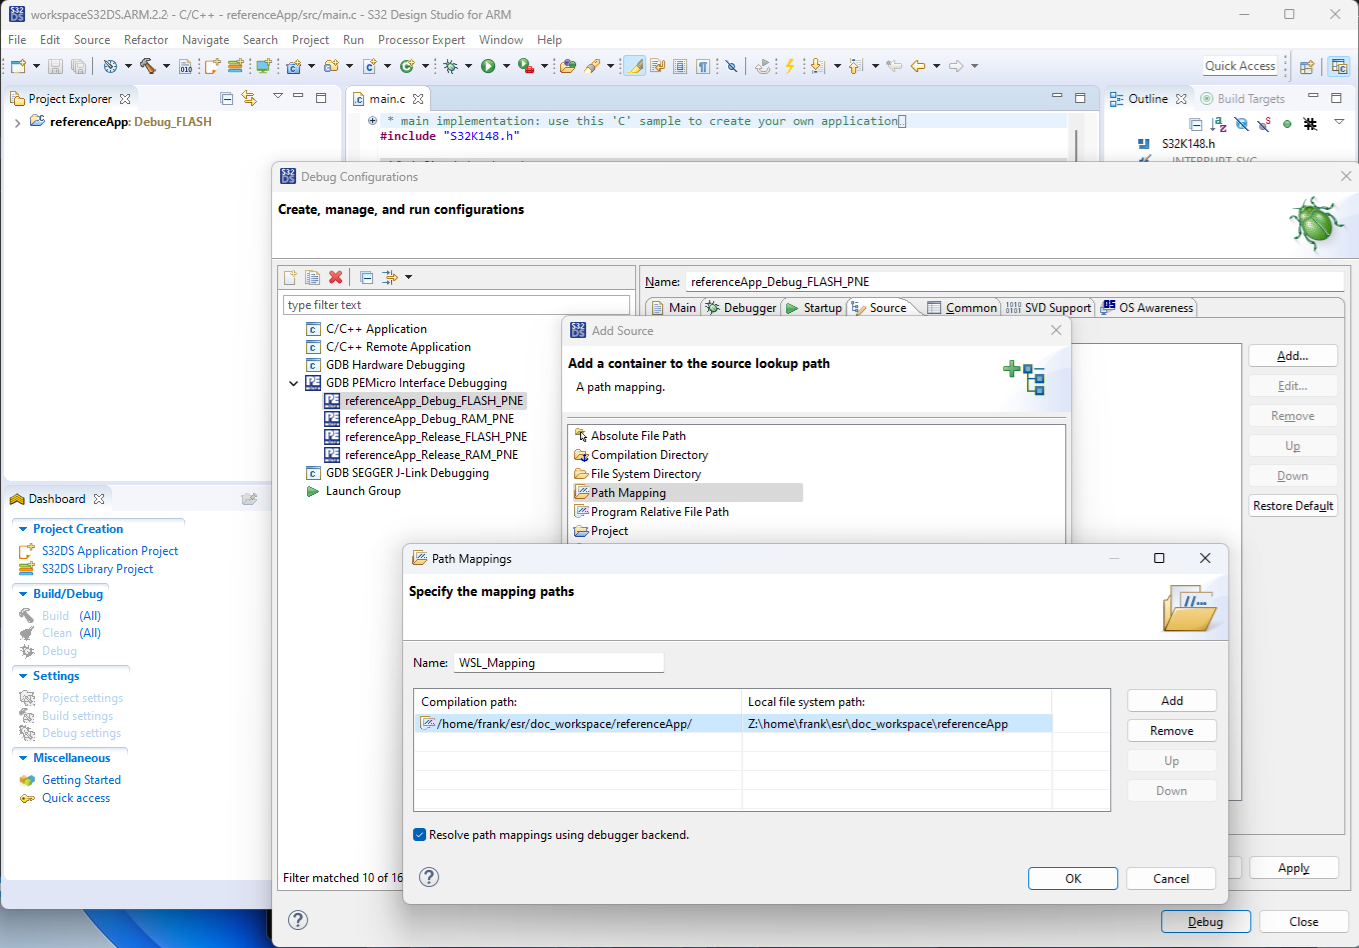 workspaceS32DS.ARM.2.2 - C/C++ - referenceApp/src/main.c - S32 Design Studio for ARM
File Edit Source Refactor Navigate Search Project Run Processor Expert Window Help
Quick Access
Project Explorer
main.c
Outline
Build Targets
referenceApp: Debug_FLASH
* main implementation: use this 'C' sample to create your own application
#include "S32K148.h"
S32K148.h
Debug Configurations
Create, manage, and run configurations
Name: referenceApp_Debug_FLASH_PNE
type filter text
Main Debugger Startup Source Common SVD Support OS Awareness
C/C++ Application
C/C++ Remote Application
GDB Hardware Debugging
GDB PEMicro Interface Debugging
referenceApp_Debug_FLASH_PNE
referenceApp_Debug_RAM_PNE
referenceApp_Release_FLASH_PNE
referenceApp_Release_RAM_PNE
GDB SEGGER J-Link Debugging
Launch Group
Add Source
Add a container to the source lookup path
A path mapping.
Absolute File Path
Compilation Directory
File System Directory
Path Mapping
Program Relative File Path
Project
Add...
Edit...
Remove
Up
Down
Restore Default
Dashboard
Project Creation
S32DS Application Project
S32DS Library Project
Build/Debug
Build (All)
Clean (All)
Debug
Settings
Project settings
Build settings
Debug settings
Miscellaneous
Getting Started
Quick access
Path Mappings
Specify the mapping paths
Name: WSL_Mapping
Compilation path: Local file system path:
/home/frank/esr/doc_workspace/referenceApp/ Z:\home\frank\esr\doc_workspace\referenceApp
Add
Remove
Up
Down
Resolve path mappings using debugger backend.
OK
Cancel
Filter matched 10 of 16
Apply
Debug
Close